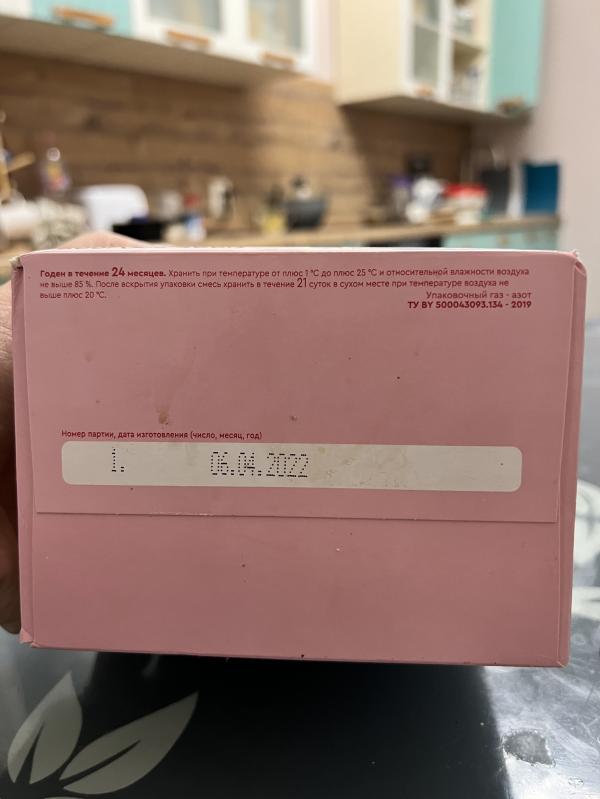 Годен в течение 24 месяцев. Хранить при температуре от плюс 1 °С до плюс 25 °С и относительной влажности воздуха
не выше 85 %. После вскрытия упаковки смесь хранить в течение 21 суток в сухом месте при температуре воздуха не
выше плюс 20 °С.
Упаковочный газ - азот
ТУ BY 500043093.134 - 2019
Номер партии, дата изготовления (число, месяц, год)
1. 06.04.2022